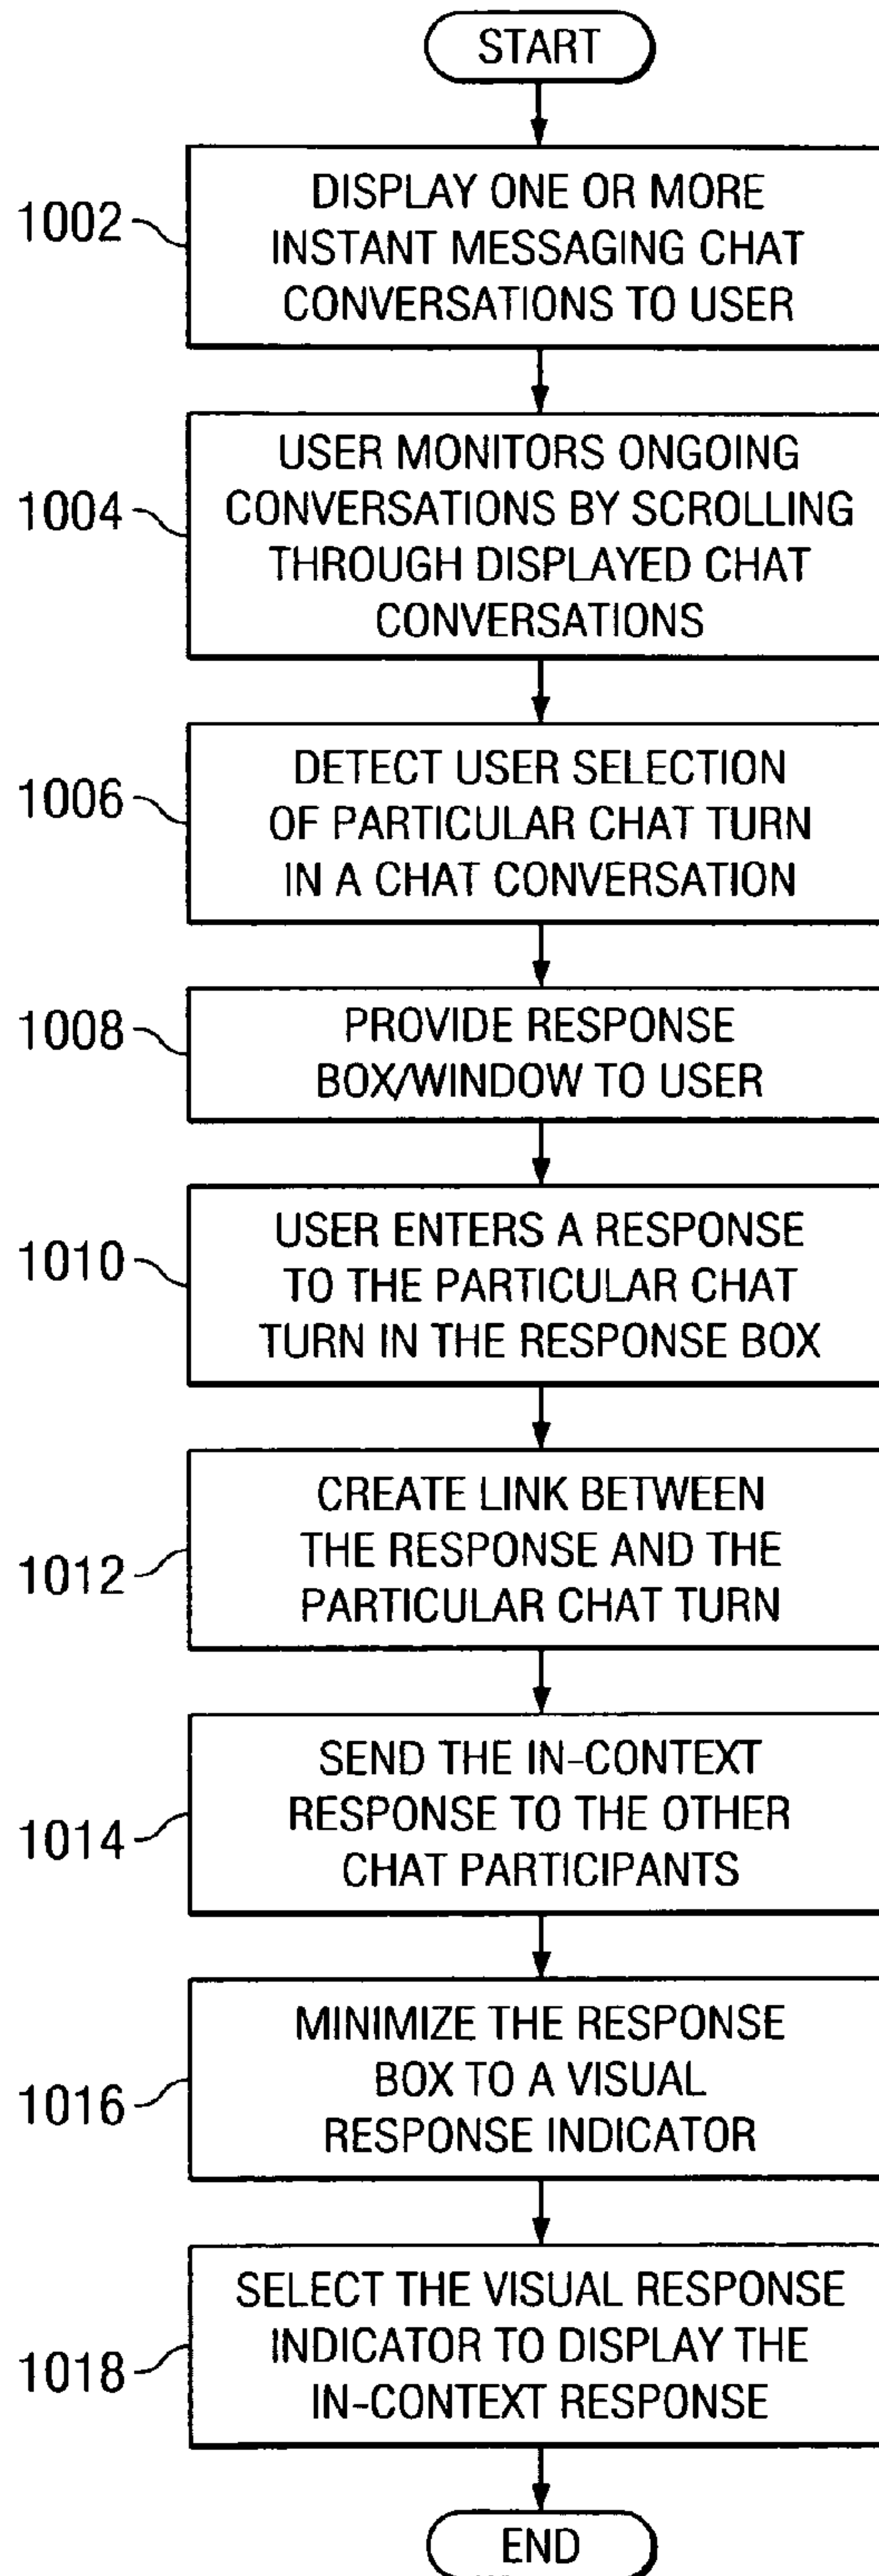 START
1002
DISPLAY ONE OR MORE
INSTANT MESSAGING CHAT
CONVERSATIONS TO USER
1004
USER MONITORS ONGOING
CONVERSATIONS BY SCROLLING
THROUGH DISPLAYED CHAT
CONVERSATIONS
1006
DETECT USER SELECTION
OF PARTICULAR CHAT TURN
IN A CHAT CONVERSATION
1008
PROVIDE RESPONSE
BOX/WINDOW TO USER
1010
USER ENTERS A RESPONSE
TO THE PARTICULAR CHAT
TURN IN THE RESPONSE BOX
1012
CREATE LINK BETWEEN
THE RESPONSE AND THE
PARTICULAR CHAT TURN
1014
SEND THE IN-CONTEXT
RESPONSE TO THE OTHER
CHAT PARTICIPANTS
1016
MINIMIZE THE RESPONSE
BOX TO A VISUAL
RESPONSE INDICATOR
1018
SELECT THE VISUAL RESPONSE
INDICATOR TO DISPLAY THE
IN-CONTEXT RESPONSE
END